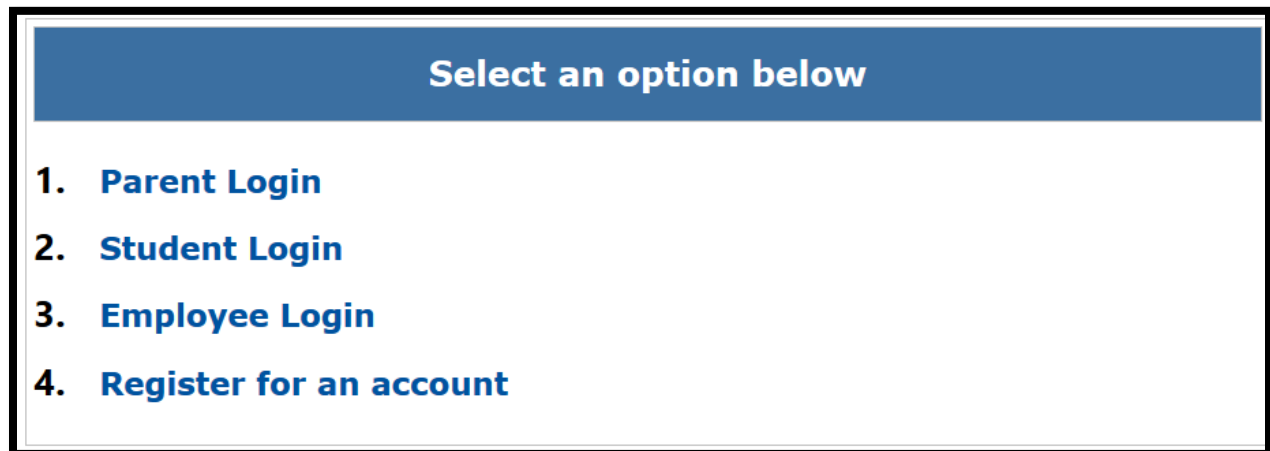 Select an option below
1. Parent Login
2. Student Login
3. Employee Login
4. Register for an account